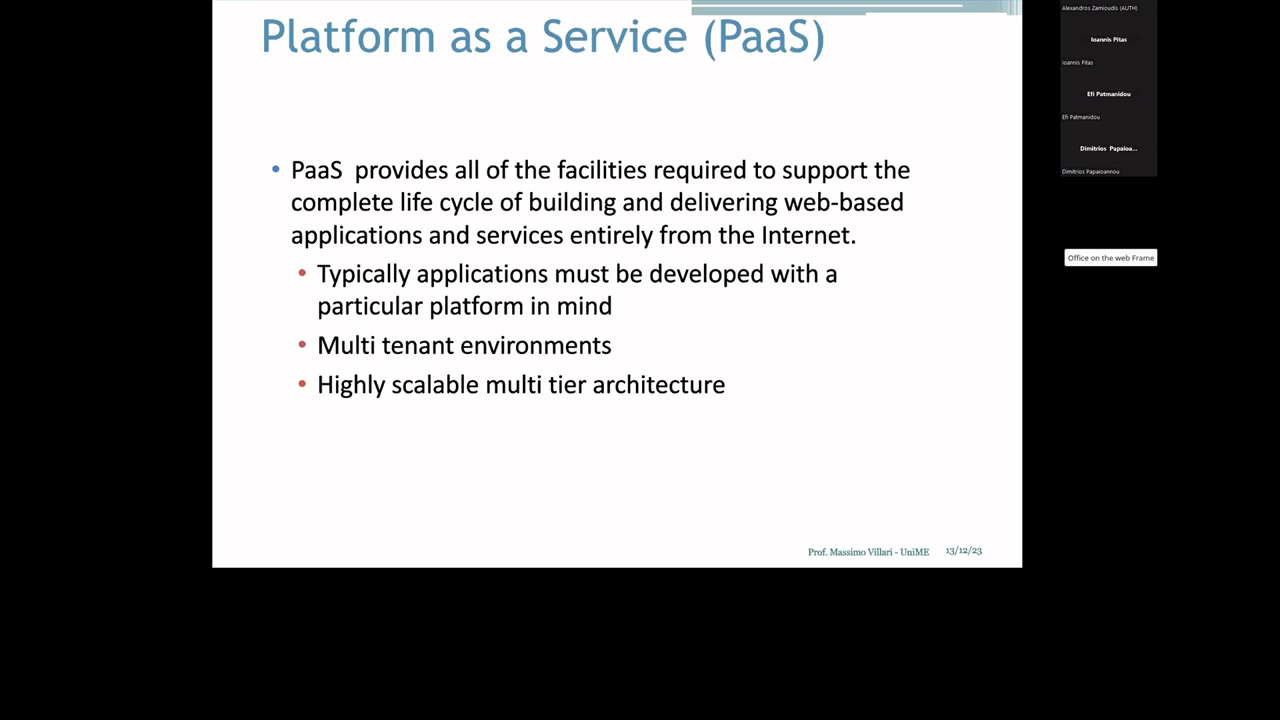 Platform as a Service (PaaS)
• PaaS provides all of the facilities required to support the
complete life cycle of building and delivering web-based
applications and services entirely from the Internet.
• Typically applications must be developed with a
particular platform in mind
• Multi tenant environments
• Highly scalable multi tier architecture
Prof. Massimo Villari - UniME 13/12/23
Alexandros Zamioudis (AUTH)
Ioannis Pitas
Ioannis Pitas
Efi Patmanidou
Efi Patmanidou
Dimitrios Papaioa...
Dimitrios Papaioannou
Office on the web Frame